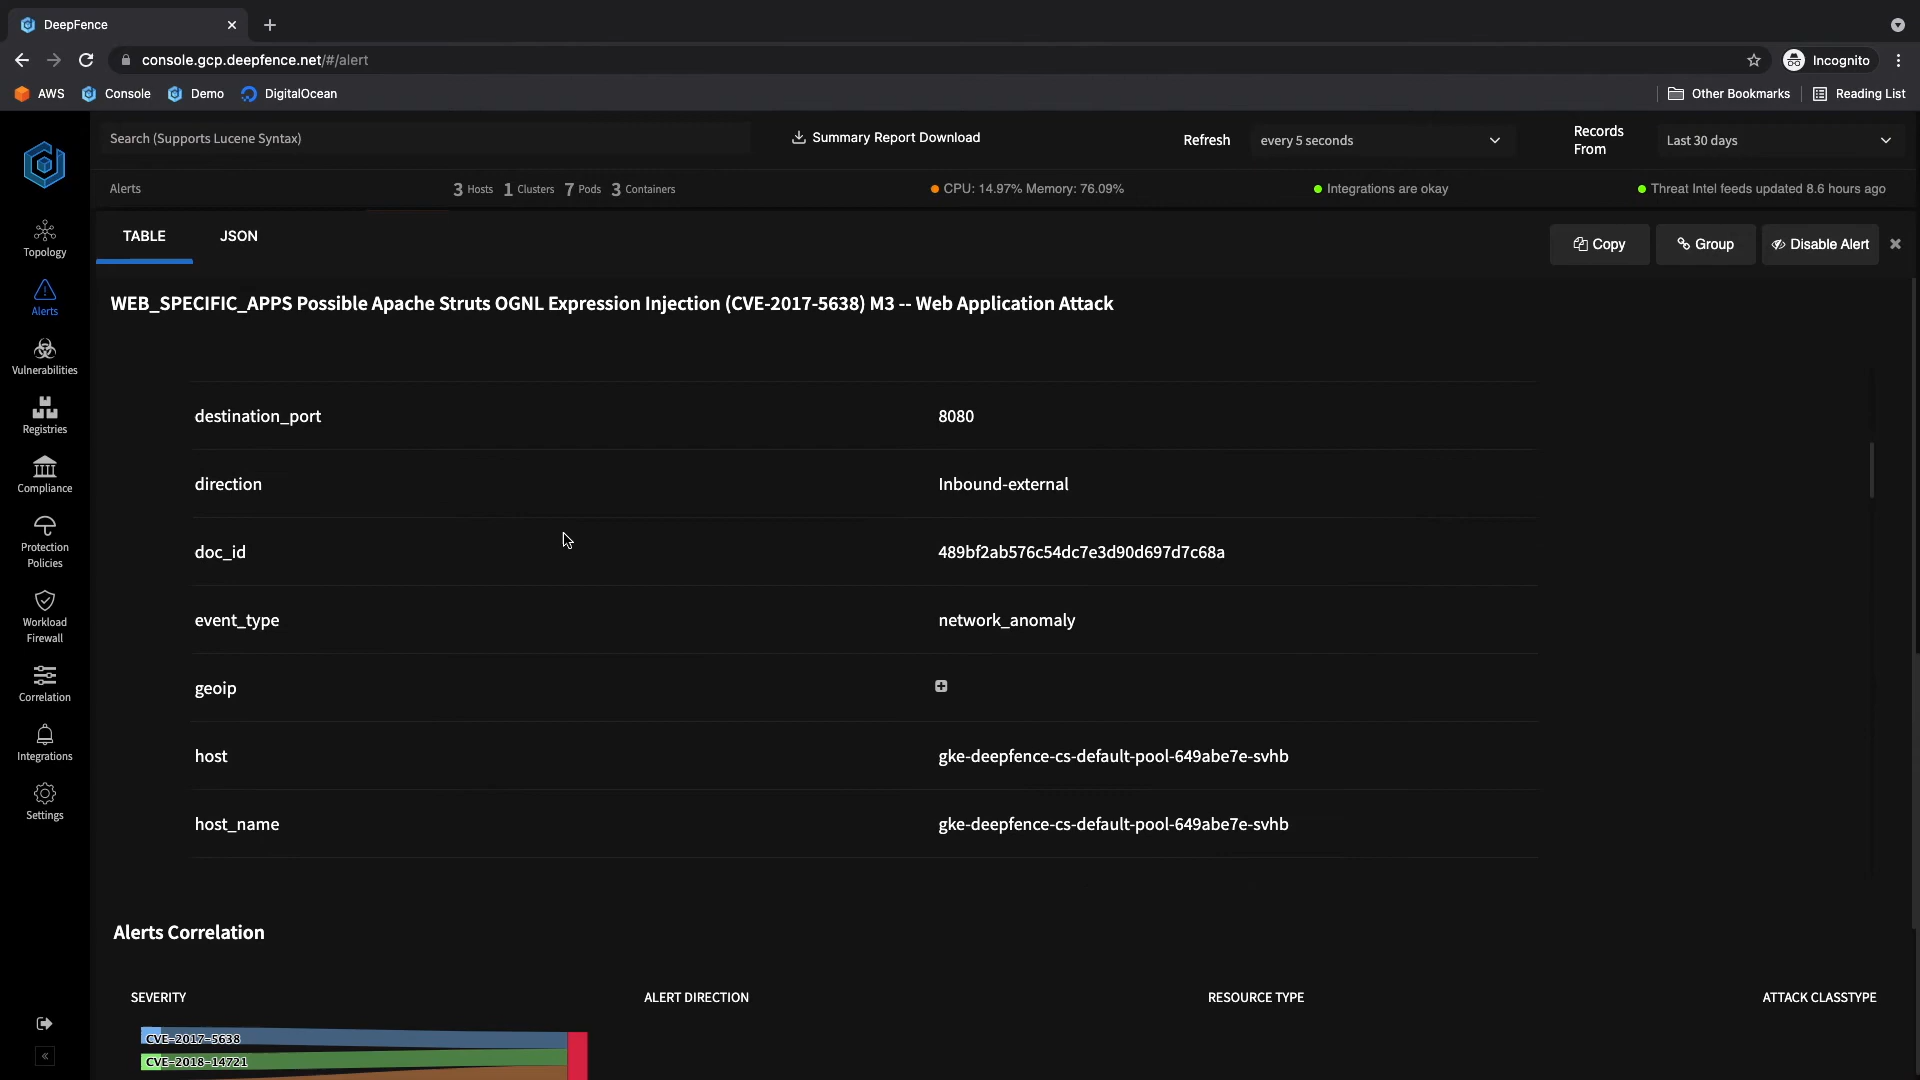 DeepFence
console.gcp.deepfence.net/#/alert
Incognito
AWS
Console
Demo
DigitalOcean
Other Bookmarks
Reading List
Search (Supports Lucene Syntax)
Summary Report Download
Refresh
every 5 seconds
Records
From
Last 30 days
Alerts
3 Hosts 1 Clusters 7 Pods 3 Containers
CPU: 14.97% Memory: 76.09%
Integrations are okay
Threat Intel feeds updated 8.6 hours ago
Topology
Alerts
Vulnerabilities
Registries
Compliance
Protection
Policies
Workload
Firewall
Correlation
Integrations
Settings
TABLE
JSON
Copy
Group
Disable Alert
WEB_SPECIFIC_APPS Possible Apache Struts OGNL Expression Injection (CVE-2017-5638) M3 -- Web Application Attack
destination_port 8080
direction Inbound-external
doc_id 489bf2ab576c54dc7e3d90d697d7c68a
event_type network_anomaly
geoip
host gke-deepfence-cs-default-pool-649abe7e-svhb
host_name gke-deepfence-cs-default-pool-649abe7e-svhb
Alerts Correlation
SEVERITY ALERT DIRECTION RESOURCE TYPE ATTACK CLASSTYPE
CVE-2017-5638
CVE-2018-14721